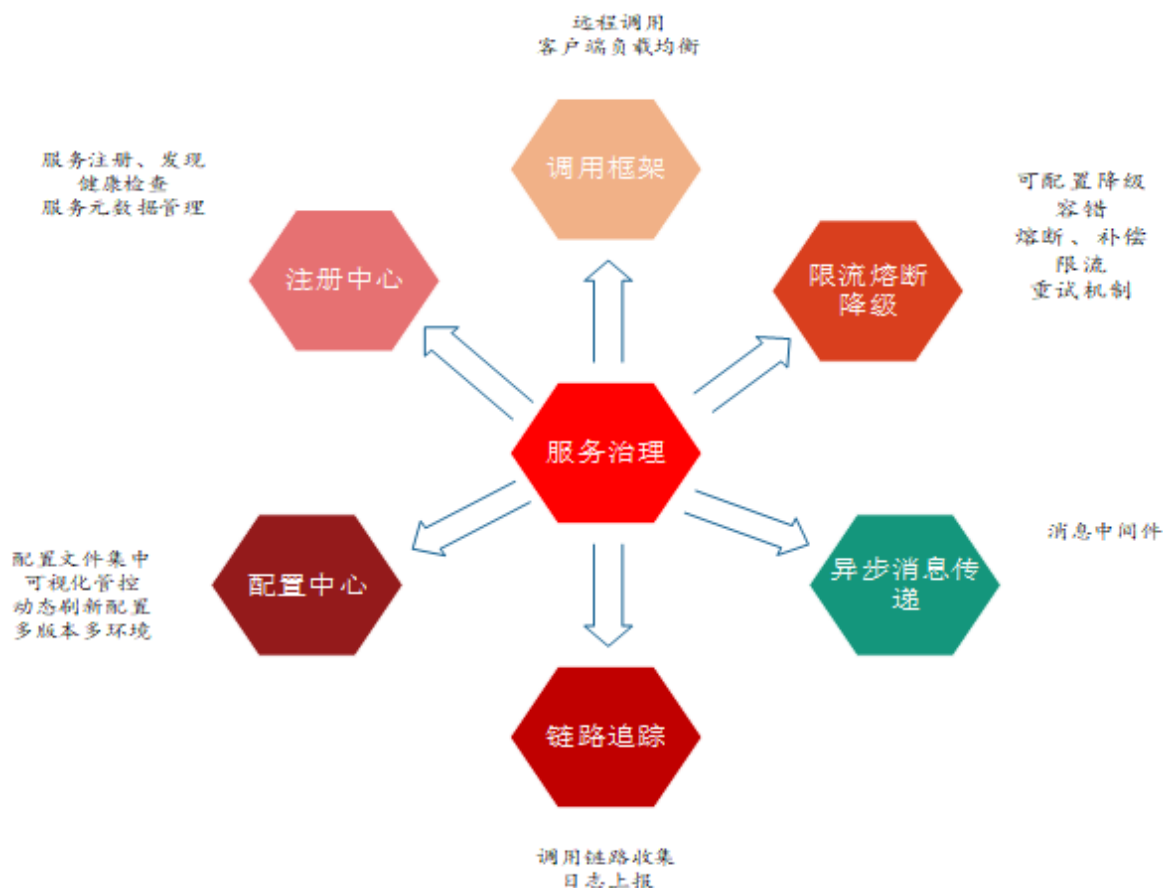 远程调用
客户端负载均衡
调用框架
服务注册、发现
健康检查
服务元数据管理
注册中心
可配置降级
容错
熔断、补偿
限流
重试机制
限流熔断
降级
服务治理
配置文件集中
可视化管控
动态刷新配置
多版本多环境
配置中心
消息中间件
异步消息传
递
链路追踪
调用链路收集
日志上报